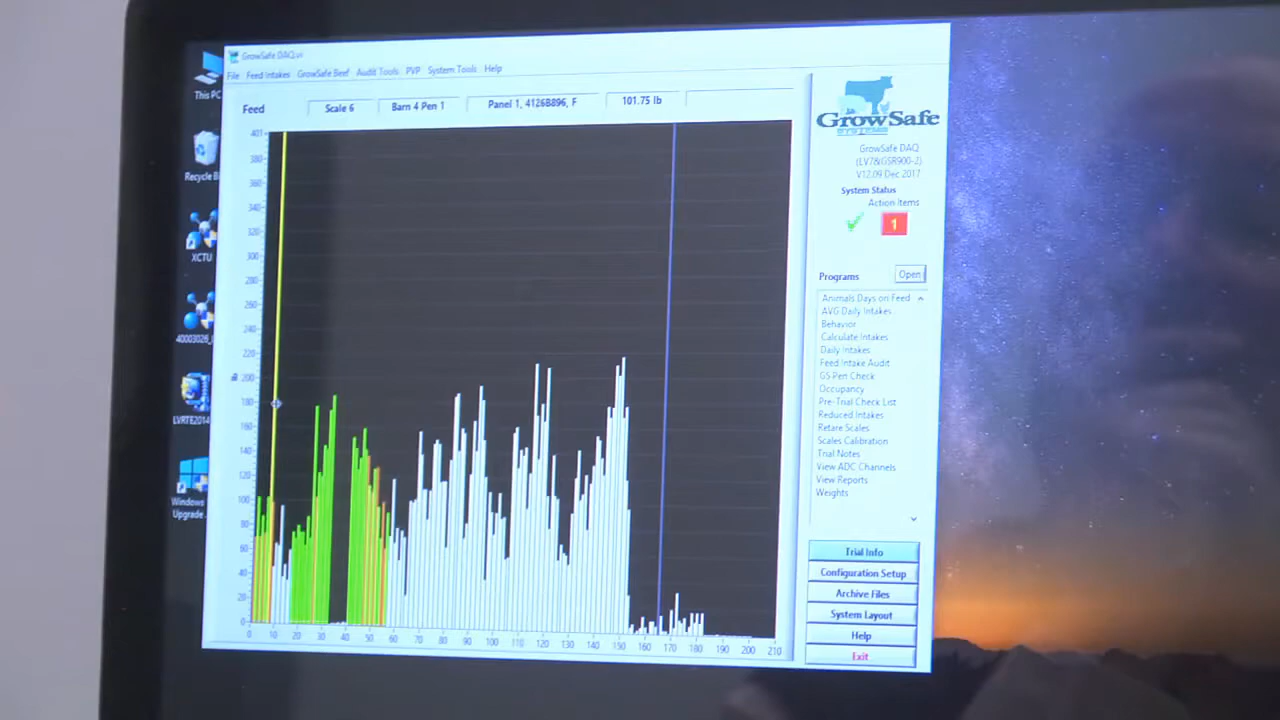 This PC
Recycle Bi
XCTU
LVRTE2014
Windows
Upgrade
GrowSafe DAQ.vi
File Feed Intakes GrowSafe Beef Audit Tools PVP System Tools Help
Feed
Scale 6
Barn 4 Pen 1
Panel 1, 4126B896, F
101.75 lb
401
380
360
340
320
300
280
260
240
220
200
180
160
140
120
100
80
60
40
20
0
lb
0 10 20 30 40 50 60 70 80 90 100 110 120 130 140 150 160 170 180 190 200 210
GrowSafe
SYSTEMS
GrowSafe DAQ
(LV78\GSR900-2)
V12.09 Dec 2017
System Status
Action Items
1
Programs
Open
Animals Days on Feed
AVG Daily Intakes
Behavior
Calculate Intakes
Daily Intakes
Feed Intake Audit
GS Pen Check
Occupancy
Pre-Trial Check List
Reduced Intakes
Retare Scales
Scales Calibration
Trial Notes
View ADC Channels
View Reports
Weights
Trial Info
Configuration Setup
Archive Files
System Layout
Help
Exit